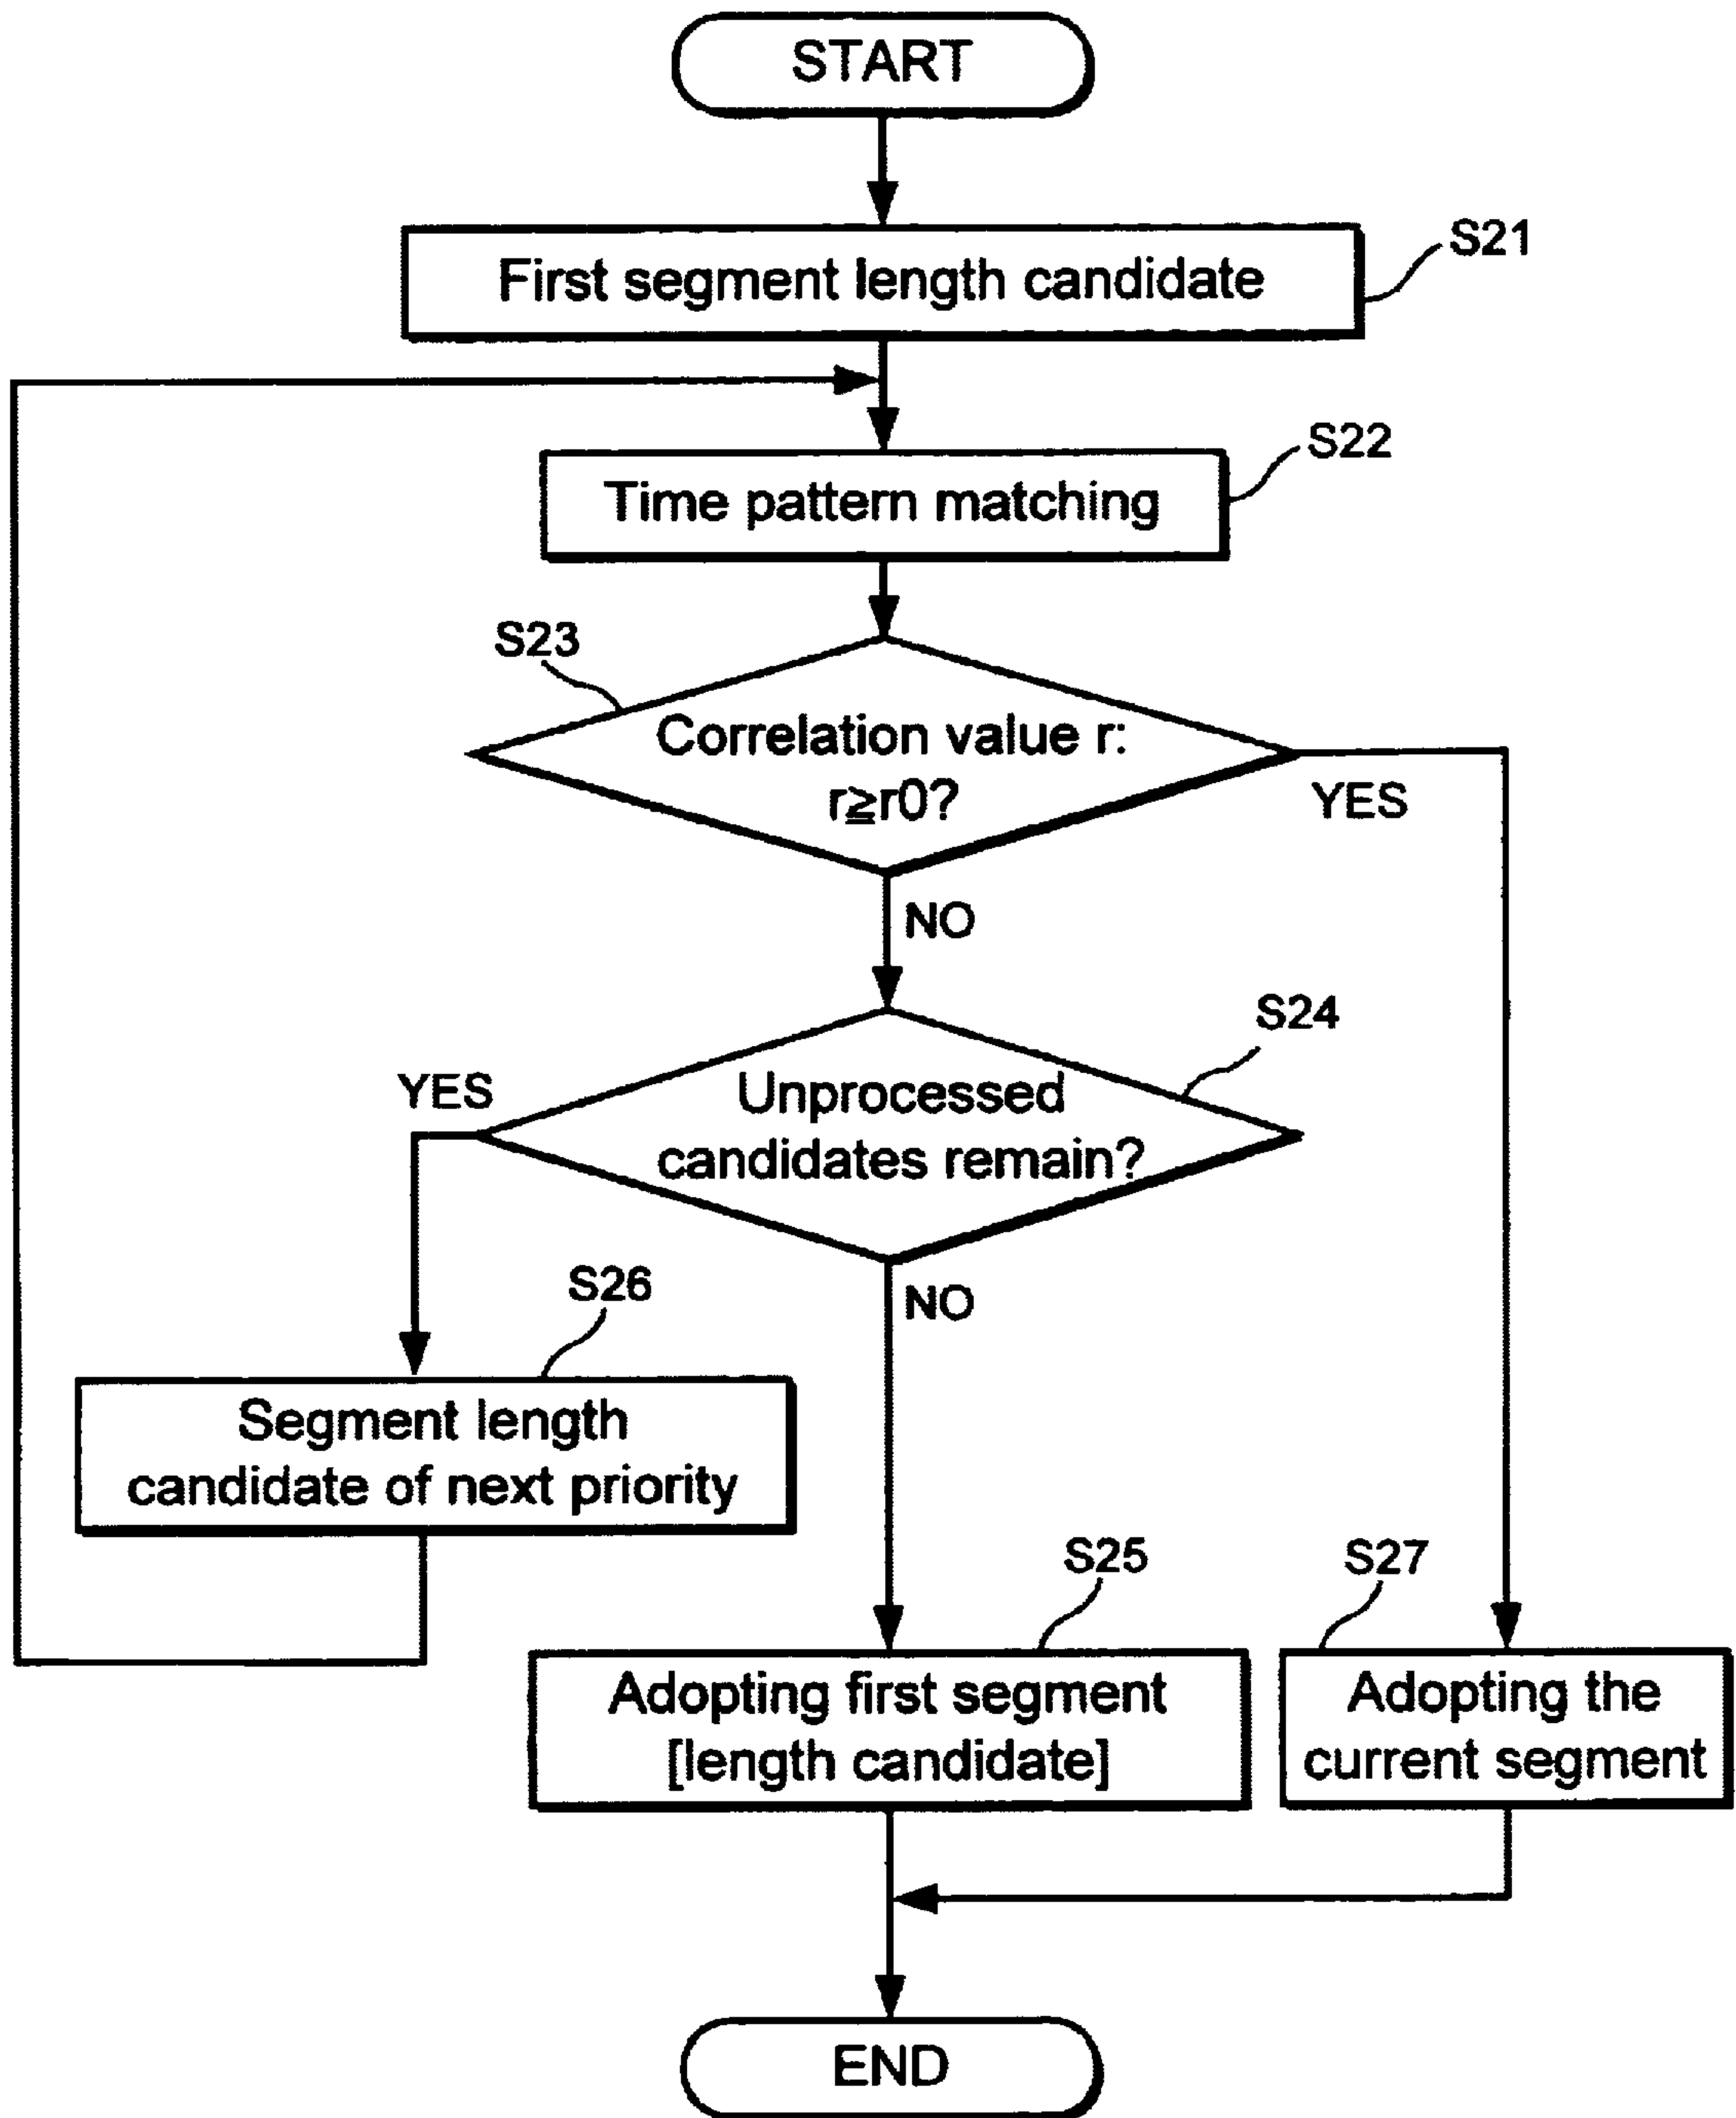 START
First segment length candidate
S21
Time pattern matching
S22
S23
Correlation value r:
r≧r0?
YES
NO
S24
Unprocessed
candidates remain?
YES
NO
S26
Segment length
candidate of next priority
S25
Adopting first segment
[length candidate]
S27
Adopting the
current segment
END